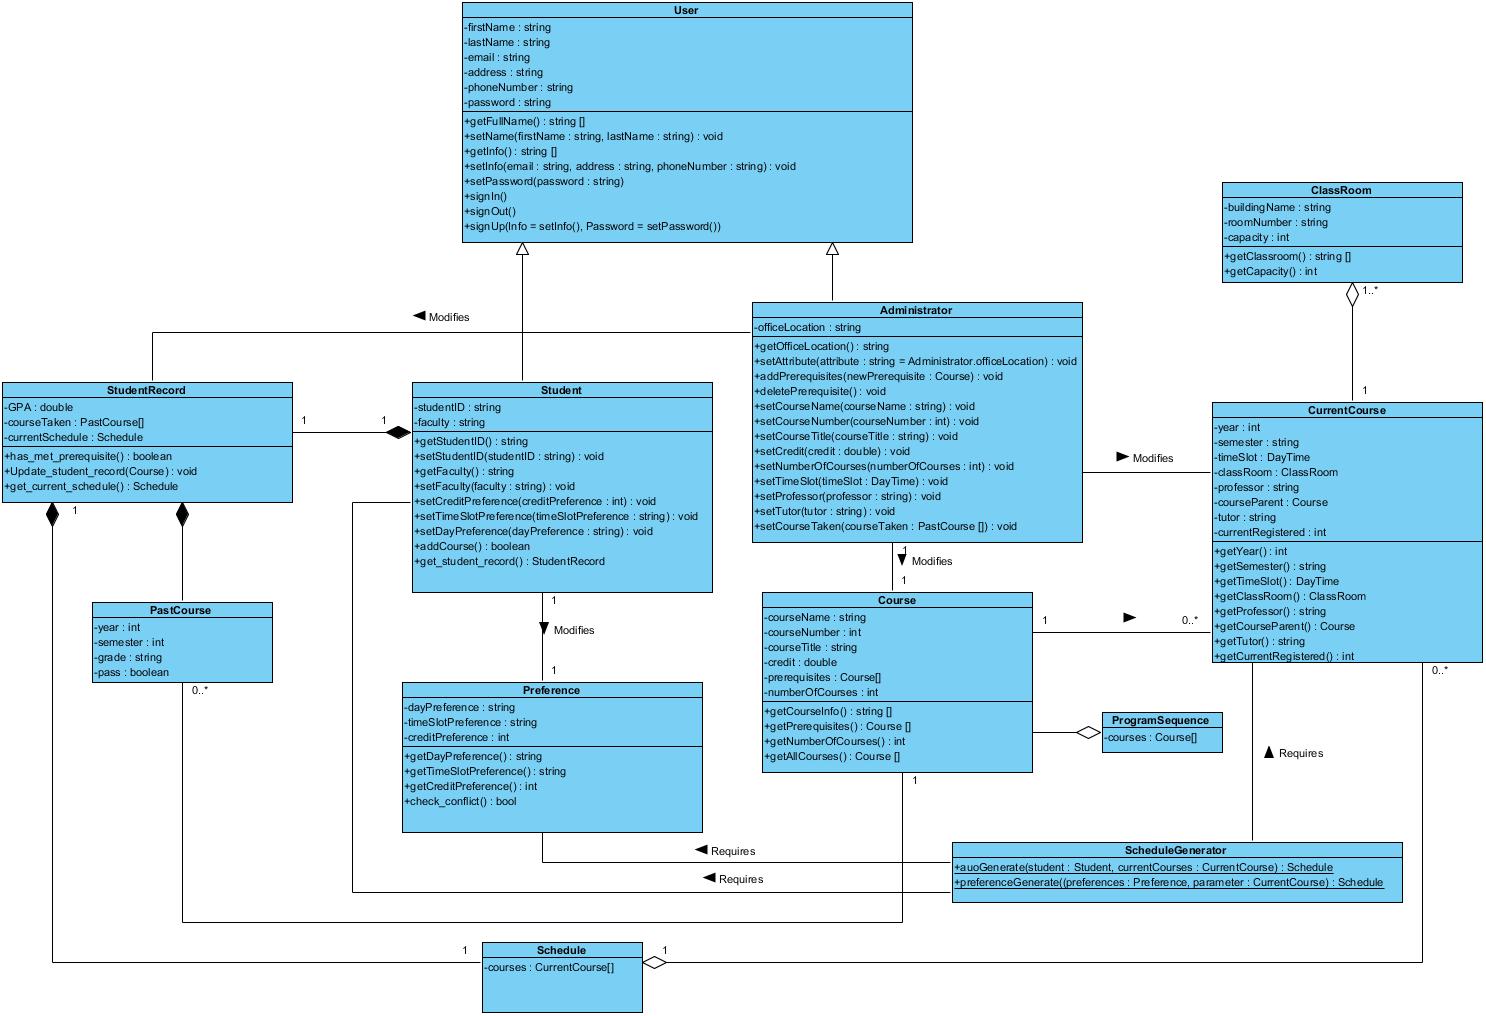 User
-firstName : string
-lastName : string
-email : string
-address : string
-phoneNumber : string
-password : string
+getFullName() : string []
+setName(firstName : string, lastName : string) : void
+getInfo() : string []
+setInfo(email : string, address : string, phoneNumber : string) : void
+setPassword(password : string)
+signIn()
+signOut()
+signUp(Info = setInfo(), Password = setPassword())
ClassRoom
-buildingName : string
-roomNumber : string
-capacity : int
+getClassroom() : string []
+getCapacity() : int
1..*
1
Modifies
Administrator
-officeLocation : string
+getOfficeLocation() : string
+setAttribute(attribute : string = Administrator.officeLocation) : void
+addPrerequisites(newPrerequisite : Course) : void
+deletePrerequisite() : void
+setCourseName(courseName : string) : void
+setCourseNumber(courseNumber : int) : void
+setCourseTitle(courseTitle : string) : void
+setCredit(credit : double) : void
+setNumberOfCourses(numberOfCourses : int) : void
+setTimeSlot(timeSlot : DayTime) : void
+setProfessor(professor : string) : void
+setTutor(tutor : string) : void
+setCourseTaken(courseTaken : PastCourse []) : void
StudentRecord
-GPA : double
-courseTaken : PastCourse[]
-currentSchedule : Schedule
+has_met_prerequisite() : boolean
+Update_student_record(Course) : void
+get_current_schedule() : Schedule
1
1
1
Student
-studentID : string
-faculty : string
+getStudentID() : string
+setStudentID(studentID : string) : void
+getFaculty() : string
+setFaculty(faculty : string) : void
+setCreditPreference(creditPreference : int) : void
+setTimeSlotPreference(timeSlotPreference : string) : void
+setDayPreference(dayPreference : string) : void
+addCourse() : boolean
+get_student_record() : StudentRecord
Modifies
CurrentCourse
-year : int
-semester : string
-timeSlot : DayTime
-classRoom : ClassRoom
-professor : string
-courseParent : Course
-tutor : string
-currentRegistered : int
+getYear() : int
+getSemester() : string
+getTimeSlot() : DayTime
+getClassRoom() : ClassRoom
+getProfessor() : string
+getCourseParent() : Course
+getTutor() : string
+getCurrentRegistered() : int
1
Modifies
1
1
Modifies
1
PastCourse
-year : int
-semester : int
-grade : string
-pass : boolean
0..*
Course
-courseName : string
-courseNumber : int
-courseTitle : string
-credit : double
-prerequisites : Course[]
-numberOfCourses : int
+getCourseInfo() : string []
+getPrerequisites() : Course []
+getNumberOfCourses() : int
+getAllCourses() : Course []
1
0..*
0..*
1
Preference
-dayPreference : string
-timeSlotPreference : string
-creditPreference : int
+getDayPreference() : string
+getTimeSlotPreference() : string
+getCreditPreference() : int
+check_conflict() : bool
ProgramSequence
-courses : Course[]
Requires
Requires
Requires
ScheduleGenerator
+auoGenerate(student : Student, currentCourses : CurrentCourse) : Schedule
+preferenceGenerate((preferences : Preference, parameter : CurrentCourse) : Schedule
1
Schedule
-courses : CurrentCourse[]
1